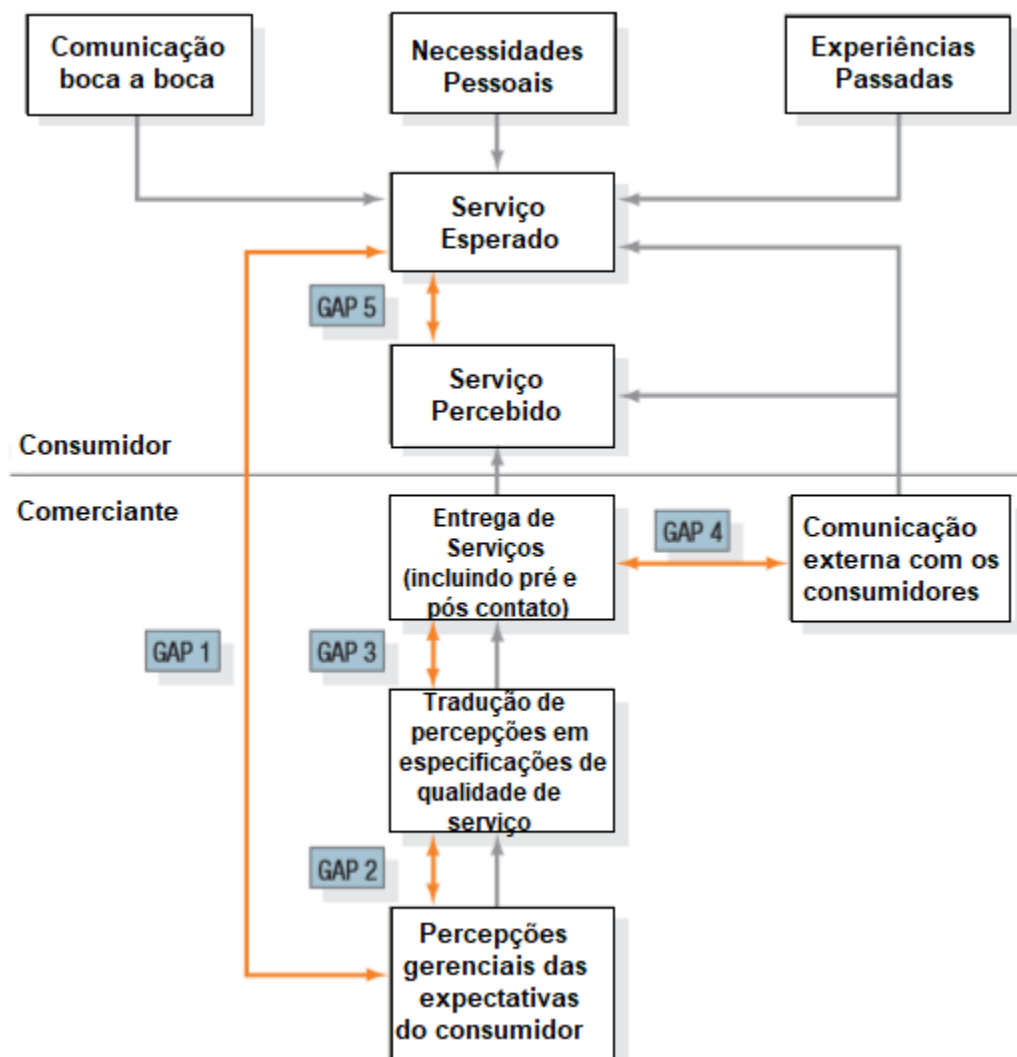 Comunicação
boca a boca
Necessidades
Pessoais
Experiências
Passadas
Serviço
Esperado
GAP 5
Serviço
Percebido
Consumidor
Comerciante
Entrega de
Serviços
(incluindo pré e
pós contato)
GAP 4
Comunicação
externa com os
consumidores
GAP 1
GAP 3
Tradução de
percepções em
especificações de
qualidade de
serviço
GAP 2
Percepções
gerenciais das
expectativas
do consumidor